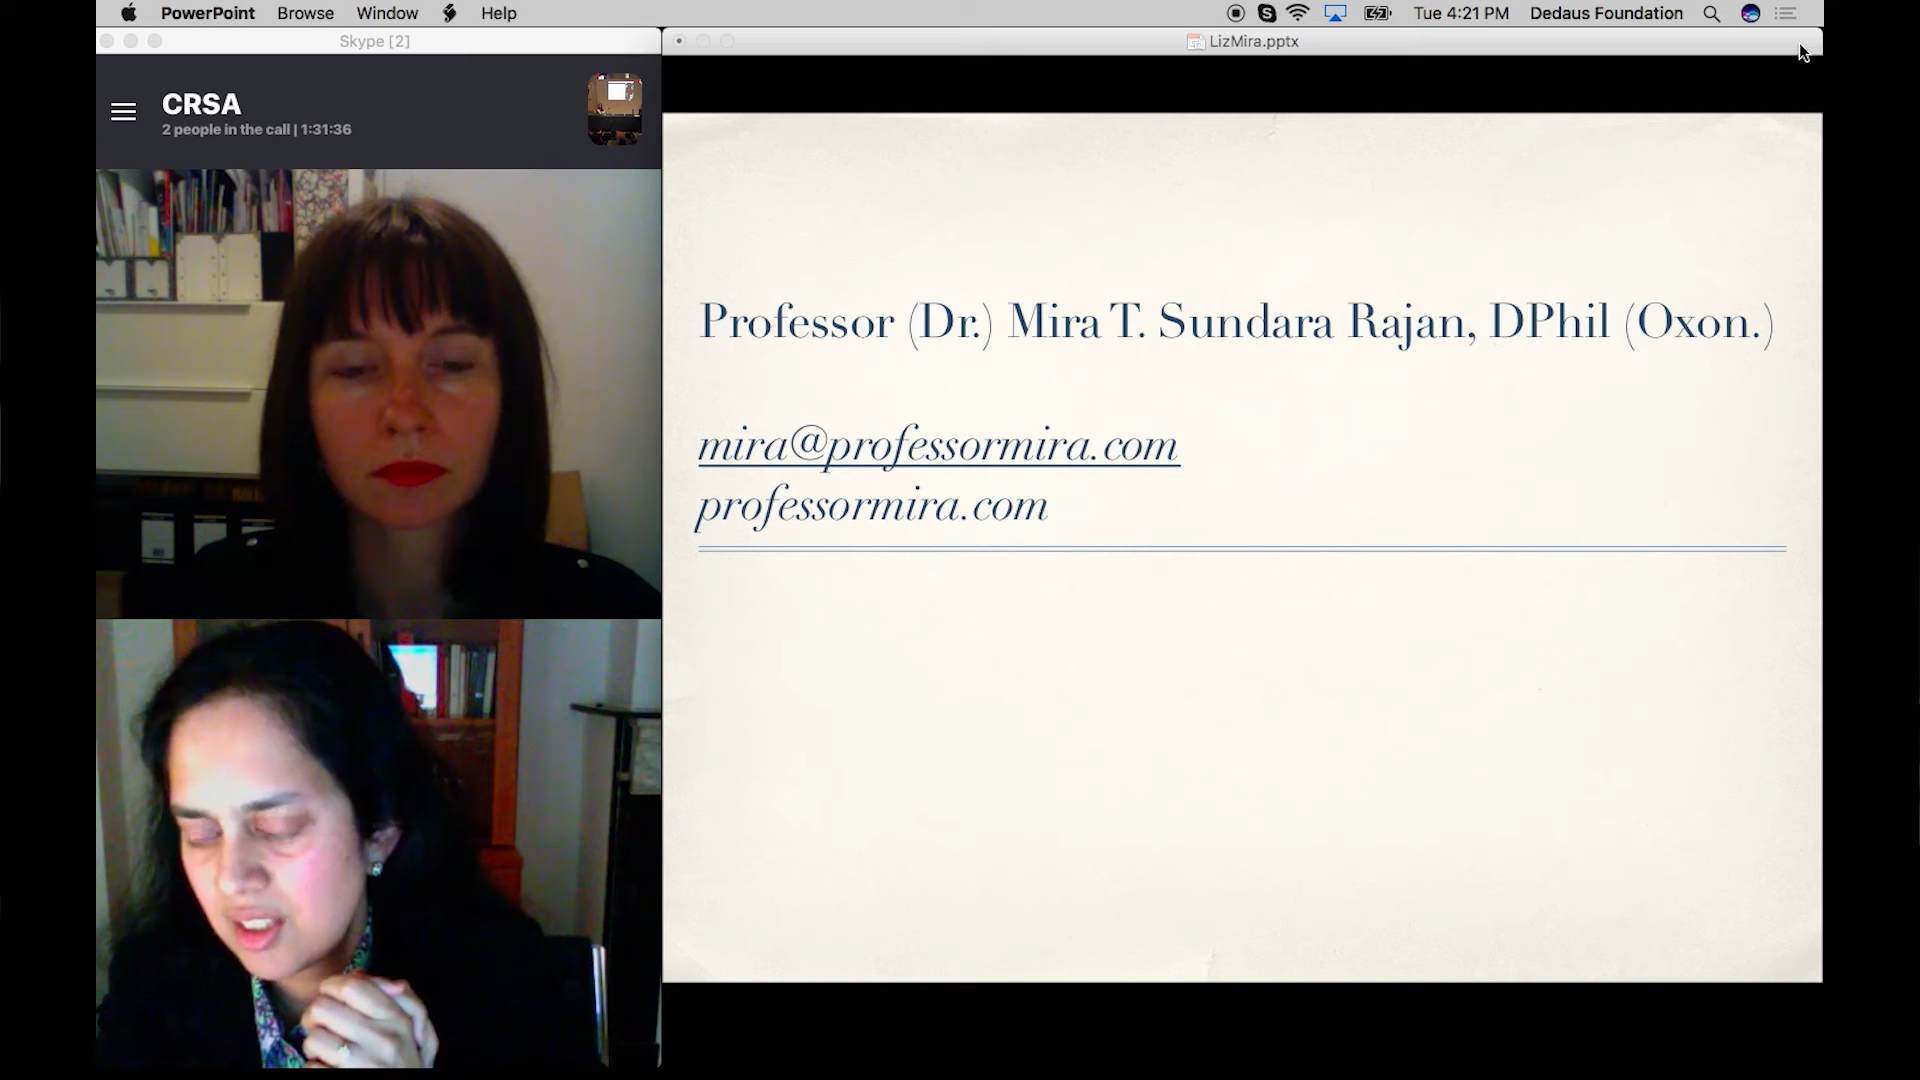 PowerPoint Browse Window Help
Tue 4:21 PM Dedaus Foundation
Skype [2]
LizMira.pptx
CRSA
2 people in the call | 1:31:36
Professor (Dr.) Mira T. Sundara Rajan, DPhil (Oxon.)
mira@professormira.com
professormira.com